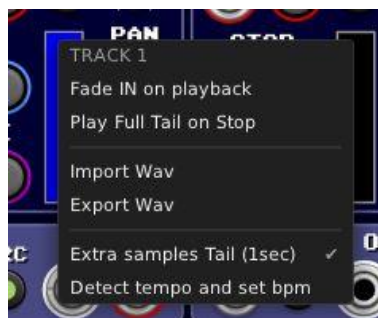 PAN
STOP
TRACK 1
Fade IN on playback
Play Full Tail on Stop
Import Wav
Export Wav
Extra samples Tail (1sec) ✓
Detect tempo and set bpm